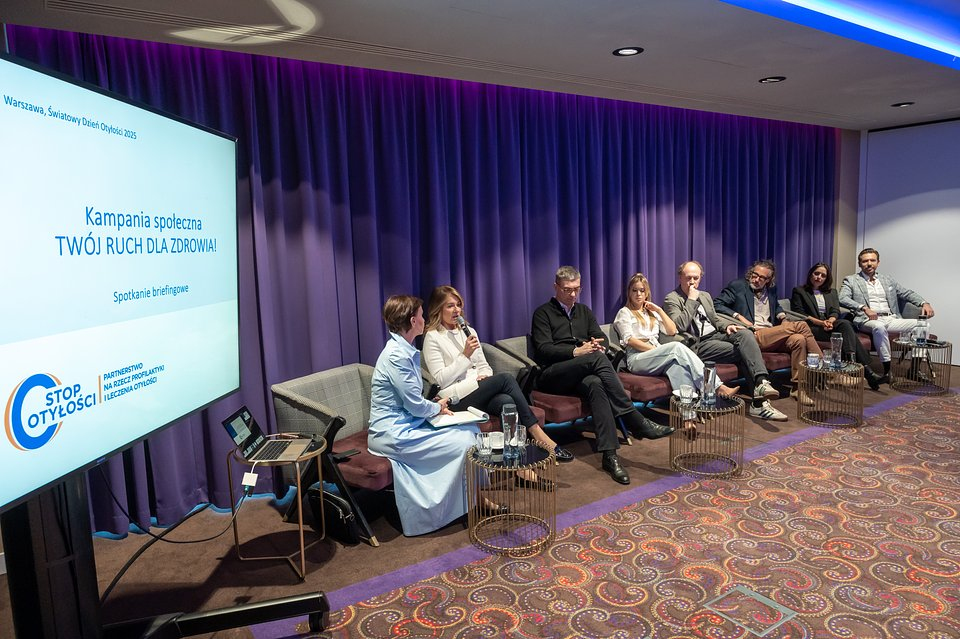 Warszawa, Światowy Dzień Otyłości 2025
Kampania społeczna
TWÓJ RUCH DLA ZDROWIA!
Spotkanie briefingowe
STOP
OTYŁOŚCI
PARTNERSTWO
NA RZECZ PROFILAKTYKI
I LECZENIA OTYŁOŚCI